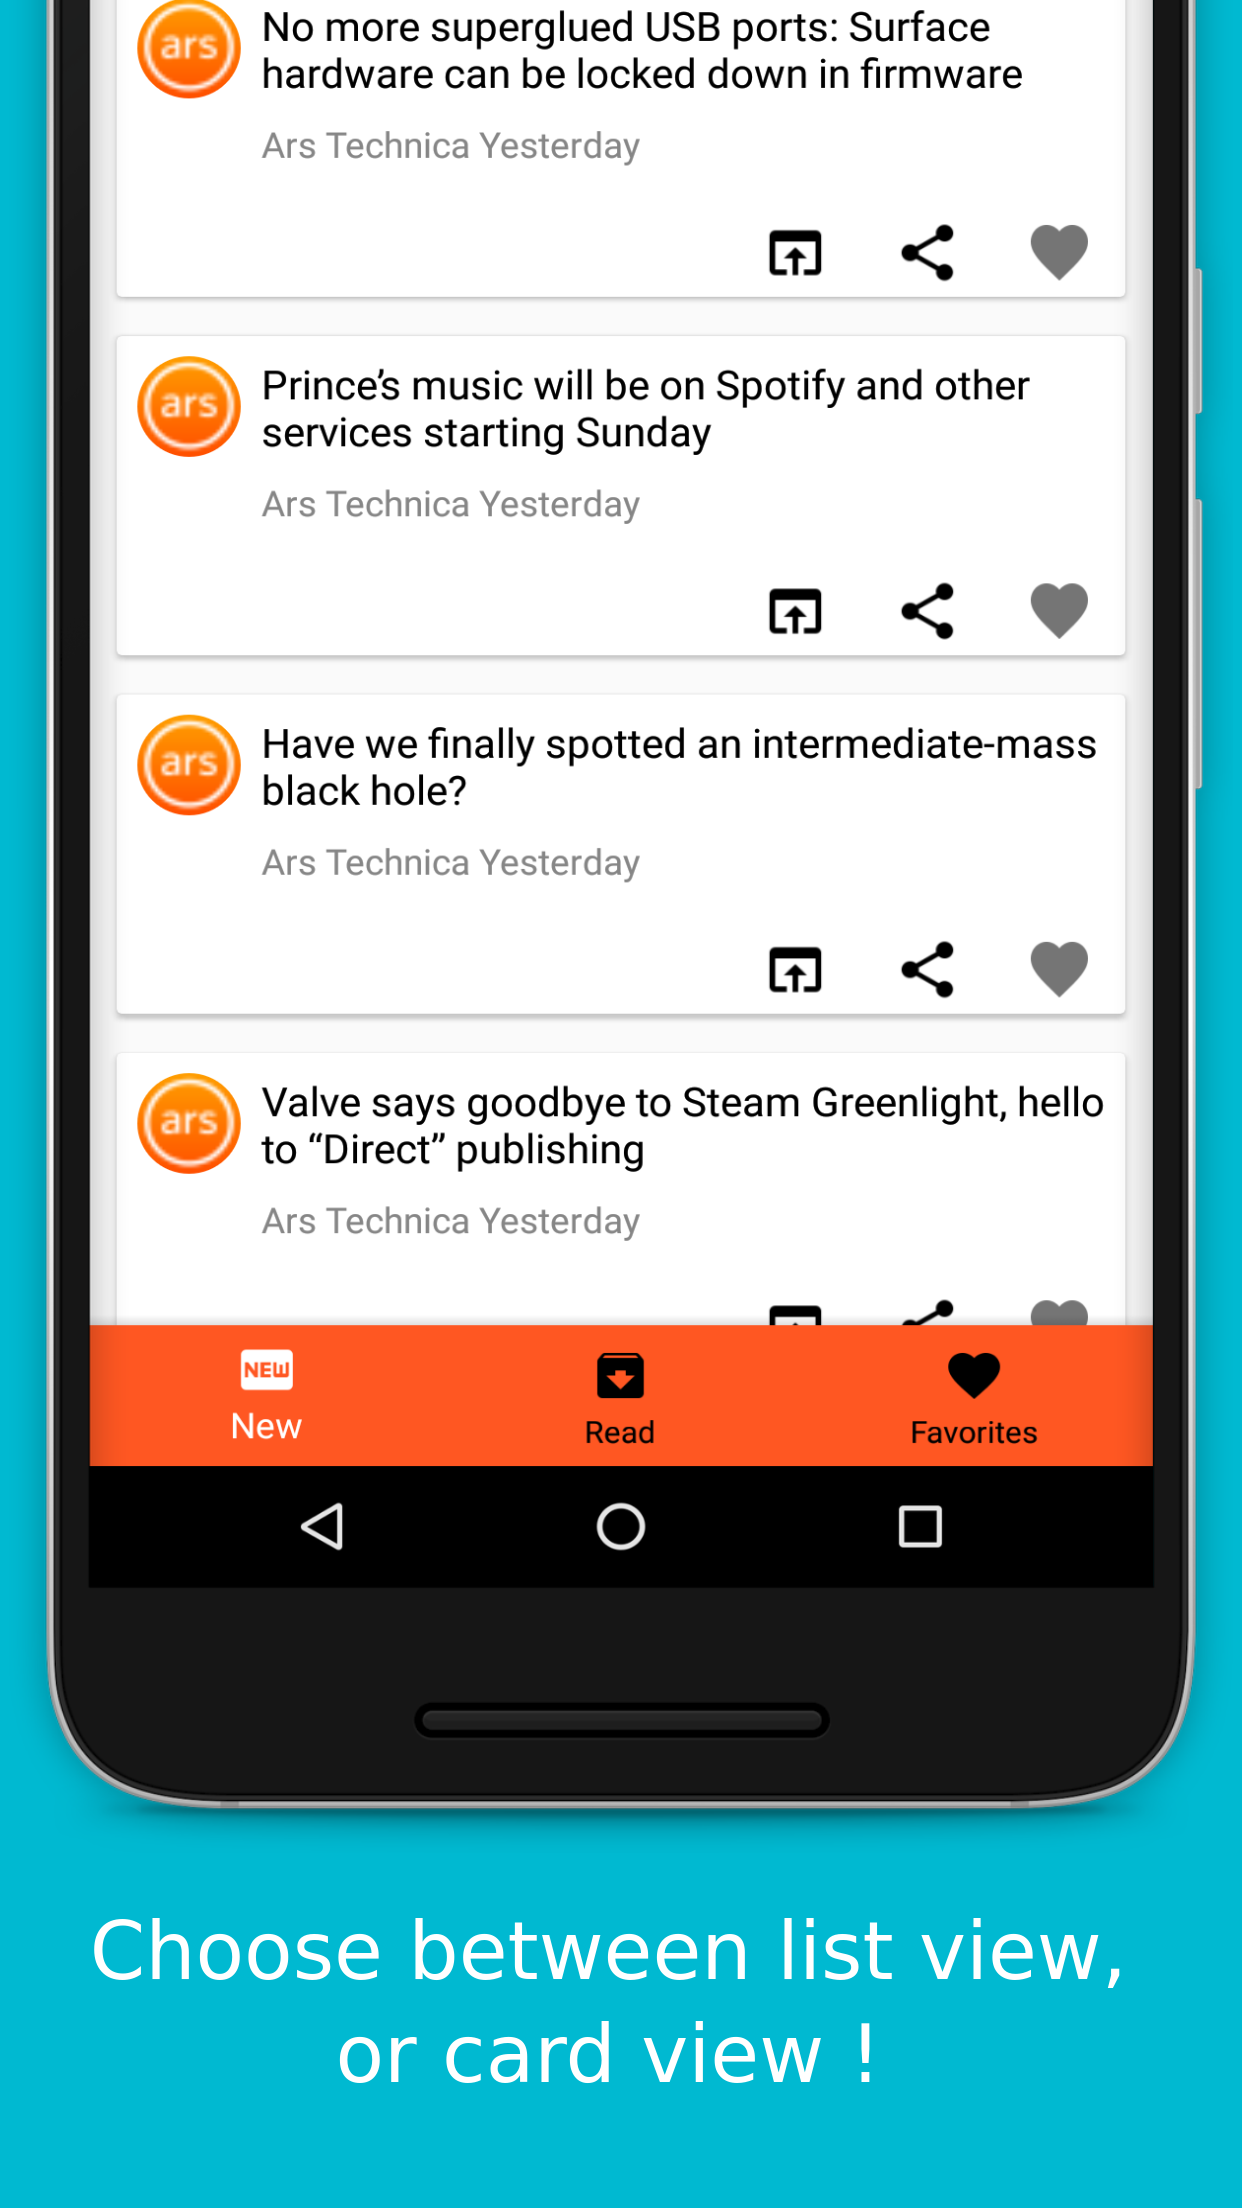 ars
No more superglued USB ports: Surface
hardware can be locked down in firmware
Ars Technica Yesterday
ars
Prince’s music will be on Spotify and other
services starting Sunday
Ars Technica Yesterday
ars
Have we finally spotted an intermediate-mass
black hole?
Ars Technica Yesterday
ars
Valve says goodbye to Steam Greenlight, hello
to “Direct” publishing
Ars Technica Yesterday
NEW
New
Read
Favorites
Choose between list view,
or card view !